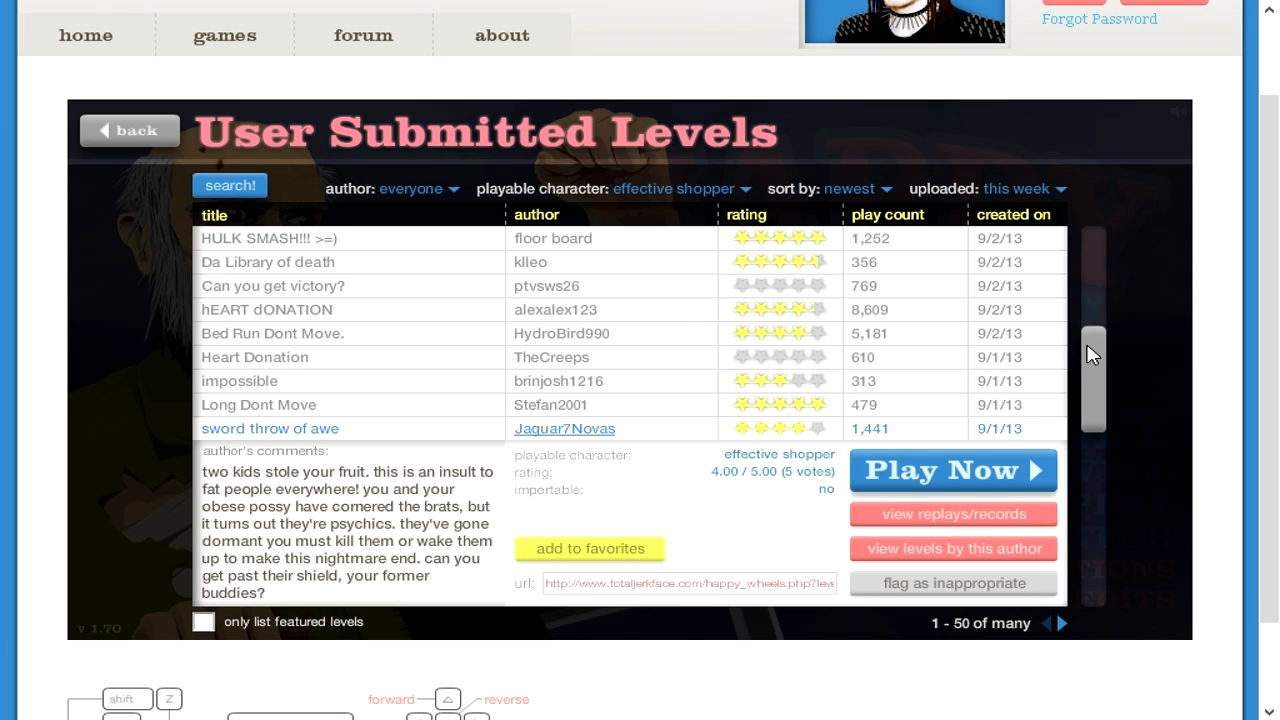 Forgot Password
home games forum about
back User Submitted Levels
search! author: everyone playable character: effective shopper sort by: newest uploaded: this week
title author rating play count created on
HULK SMASH!!! >=) floor board 1,252 9/2/13
Da Library of death klleo 356 9/2/13
Can you get victory? ptvsws26 769 9/2/13
hEART dONATION alexalex123 8,609 9/2/13
Bed Run Dont Move. HydroBird990 5,181 9/2/13
Heart Donation TheCreeps 610 9/1/13
impossible brinjosh1216 313 9/1/13
Long Dont Move Stefan2001 479 9/1/13
sword throw of awe Jaguar7Novas 1,441 9/1/13
author's comments:
two kids stole your fruit. this is an insult to
fat people everywhere! you and your
obese possy have cornered the brats, but
it turns out they're psychics. they've gone
dormant you must kill them or wake them
up to make this nightmare end. can you
get past their shield, your former
buddies?
playable character: effective shopper
rating: 4.00 / 5.00 (5 votes)
importable: no
add to favorites
url: http://www.totaljerkface.com/happy_wheels.php?leve
Play Now
view replays/records
view levels by this author
flag as inappropriate
v 1.70
only list featured levels
1 - 50 of many
shift Z
forward reverse